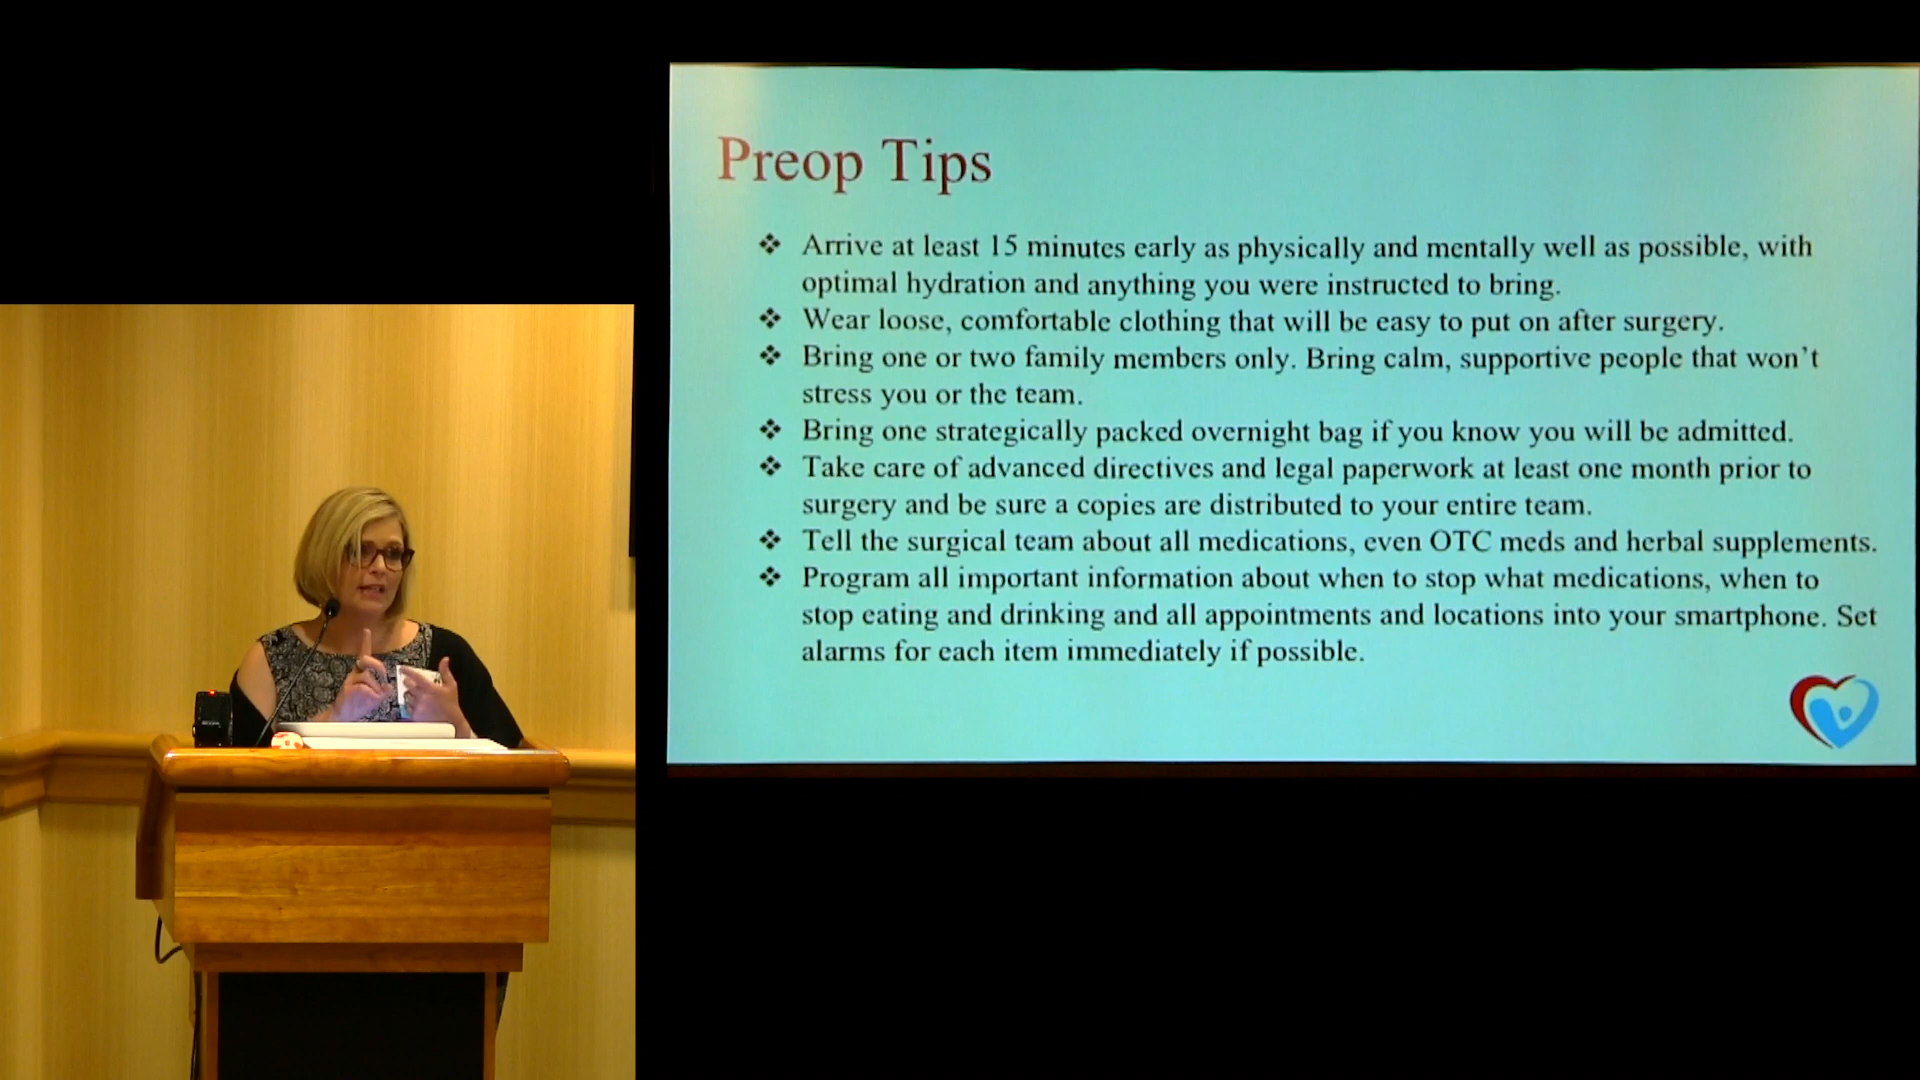 Preop Tips
❖ Arrive at least 15 minutes early as physically and mentally well as possible, with
optimal hydration and anything you were instructed to bring.
❖ Wear loose, comfortable clothing that will be easy to put on after surgery.
❖ Bring one or two family members only. Bring calm, supportive people that won't
stress you or the team.
❖ Bring one strategically packed overnight bag if you know you will be admitted.
❖ Take care of advanced directives and legal paperwork at least one month prior to
surgery and be sure a copies are distributed to your entire team.
❖ Tell the surgical team about all medications, even OTC meds and herbal supplements.
❖ Program all important information about when to stop what medications, when to
stop eating and drinking and all appointments and locations into your smartphone. Set
alarms for each item immediately if possible.